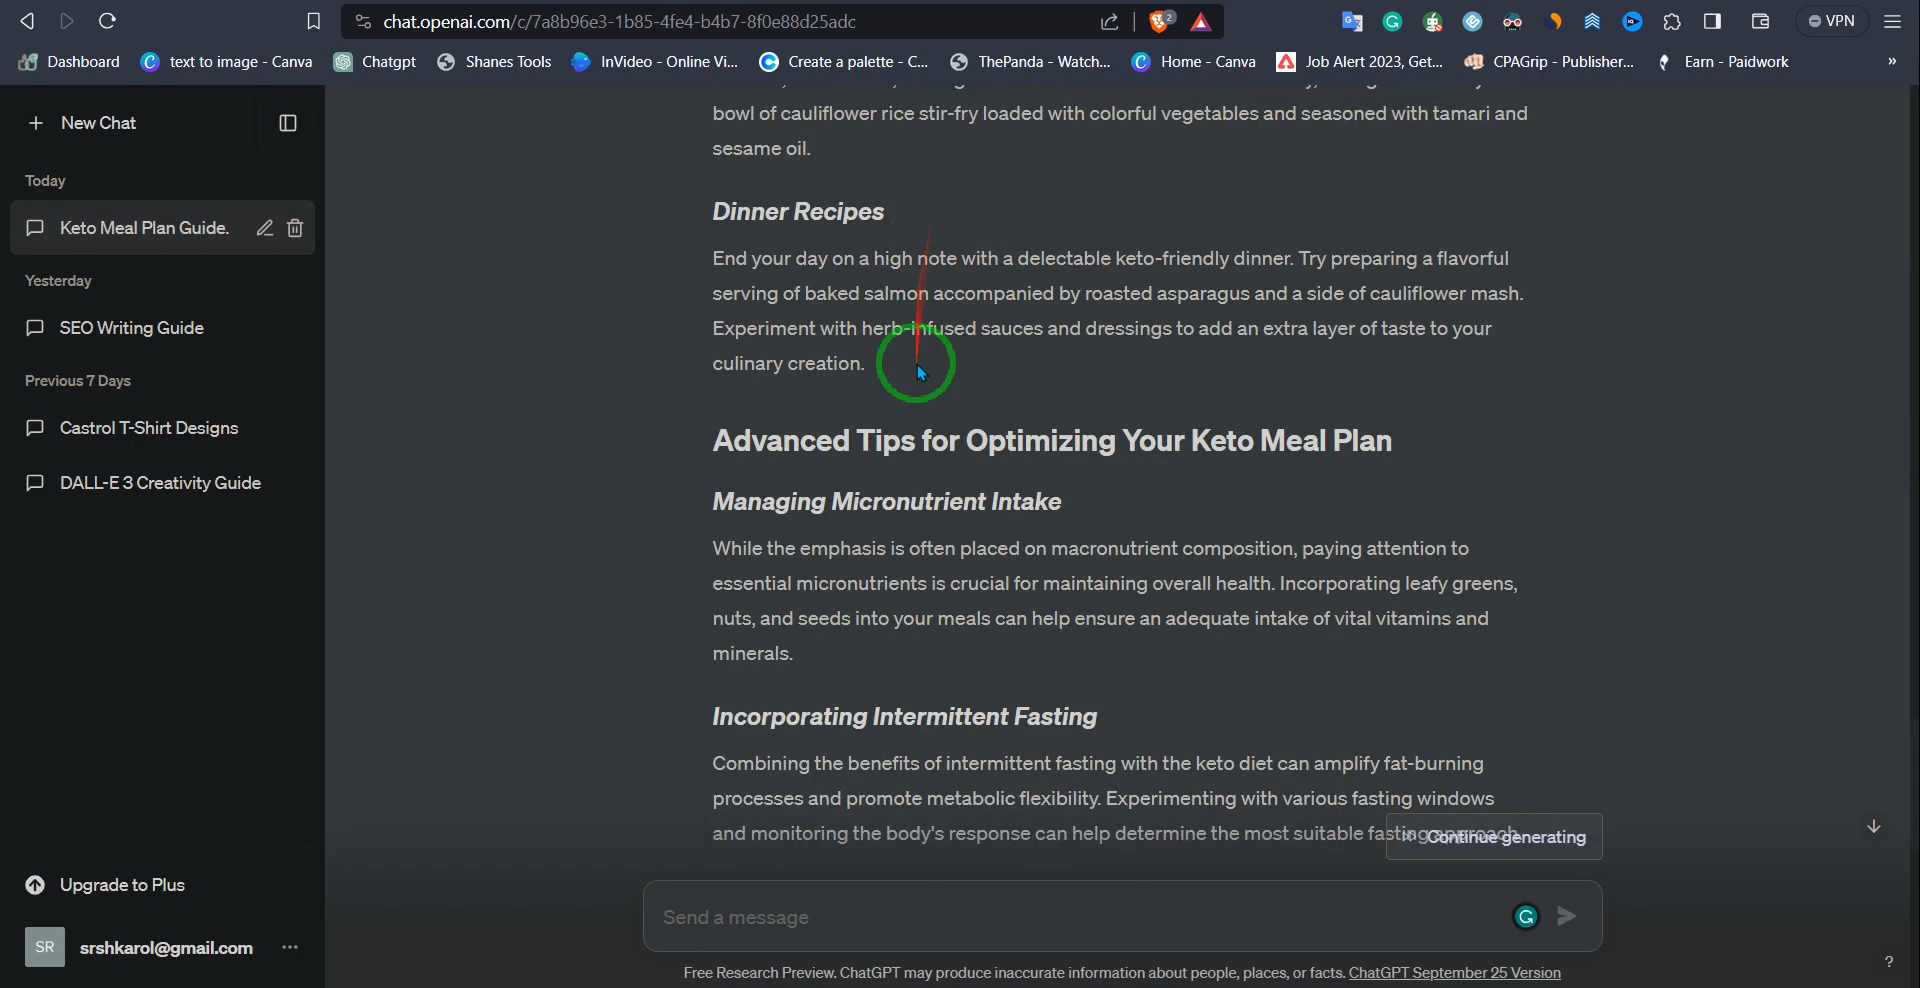 chat.openai.com/c/7a8b96e3-1b85-4fe4-b4b7-8f0e88d25adc
2
VPN
Dashboard
text to image - Canva
Chatgpt
Shanes Tools
InVideo - Online Vi...
Create a palette - C...
ThePanda - Watch...
Home - Canva
Job Alert 2023, Get...
CPAGrip - Publisher...
Earn - Paidwork
»
+ New Chat
Today
Keto Meal Plan Guide.
Yesterday
SEO Writing Guide
Previous 7 Days
Castrol T-Shirt Designs
DALL-E 3 Creativity Guide
Upgrade to Plus
SR
srshkarol@gmail.com
bowl of cauliflower rice stir-fry loaded with colorful vegetables and seasoned with tamari and
sesame oil.
Dinner Recipes
End your day on a high note with a delectable keto-friendly dinner. Try preparing a flavorful
serving of baked salmon accompanied by roasted asparagus and a side of cauliflower mash.
Experiment with herb-infused sauces and dressings to add an extra layer of taste to your
culinary creation.
Advanced Tips for Optimizing Your Keto Meal Plan
Managing Micronutrient Intake
While the emphasis is often placed on macronutrient composition, paying attention to
essential micronutrients is crucial for maintaining overall health. Incorporating leafy greens,
nuts, and seeds into your meals can help ensure an adequate intake of vital vitamins and
minerals.
Incorporating Intermittent Fasting
Combining the benefits of intermittent fasting with the keto diet can amplify fat-burning
processes and promote metabolic flexibility. Experimenting with various fasting windows
and monitoring the body's response can help determine the most suitable fasting approach
Continue generating
Send a message
Free Research Preview. ChatGPT may produce inaccurate information about people, places, or facts. ChatGPT September 25 Version
?